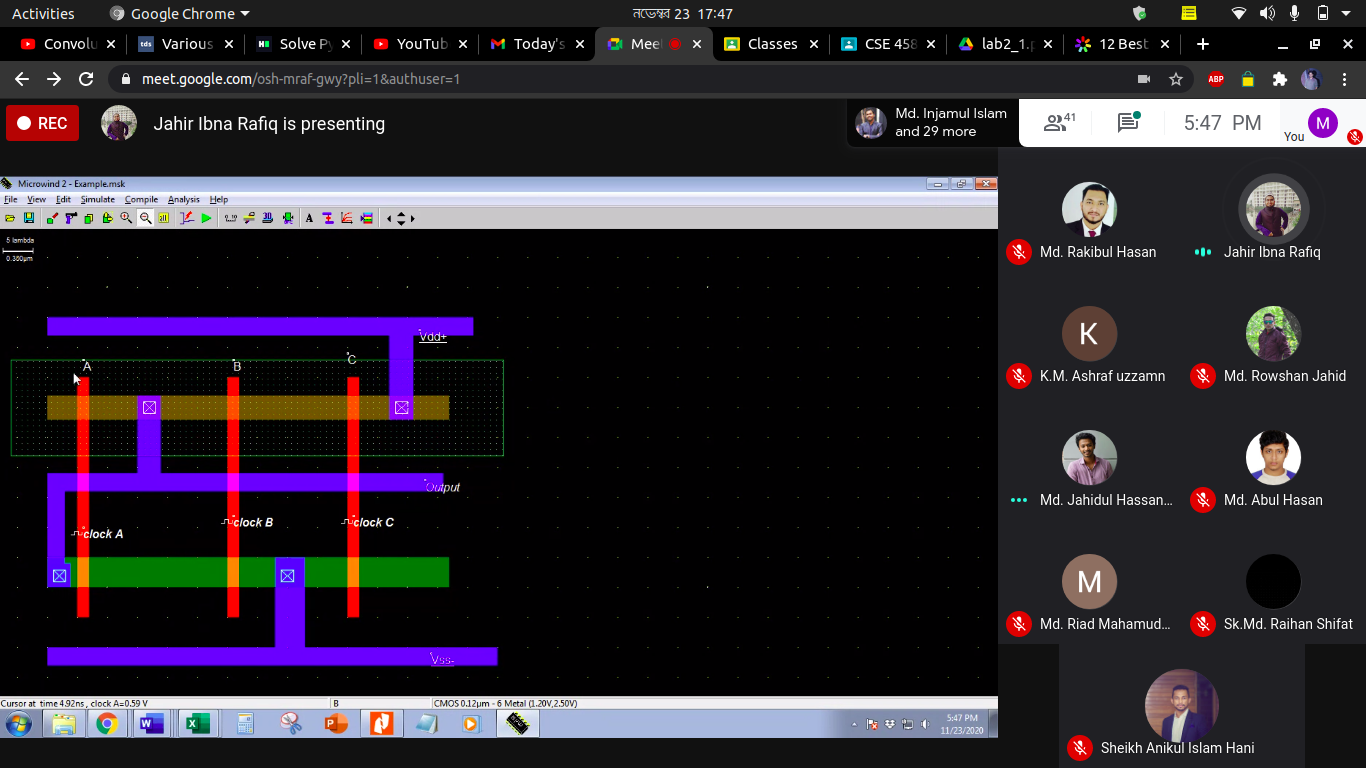 Activities
Google Chrome
নভেম্বর 23 17:47
Convolu
tds
Various
Solve Py
YouTub
Today's
Mee
Classes
CSE 458
lab2_1.p
12 Best
meet.google.com/osh-mraf-gwy?pli=1&authuser=1
ABP
REC
Jahir Ibna Rafiq is presenting
Md. Injamul Islam
and 29 more
41
5:47 PM
You
M
Microwind 2 - Example.msk
File View Edit Simulate Compile Analysis Help
5 lambda
0.360µm
Vdd+
A
B
C
Output
clock A
clock B
clock C
Vss-
Cursor at time 4.92ns , clock A=0.59 V
B
CMOS 0.12µm - 6 Metal (1.20V,2.50V)
5:47 PM
11/23/2020
Md. Rakibul Hasan
Jahir Ibna Rafiq
K
K.M. Ashraf uzzamn
Md. Rowshan Jahid
Md. Jahidul Hassan...
Md. Abul Hasan
M
Md. Riad Mahamud...
Sk.Md. Raihan Shifat
Sheikh Anikul Islam Hani